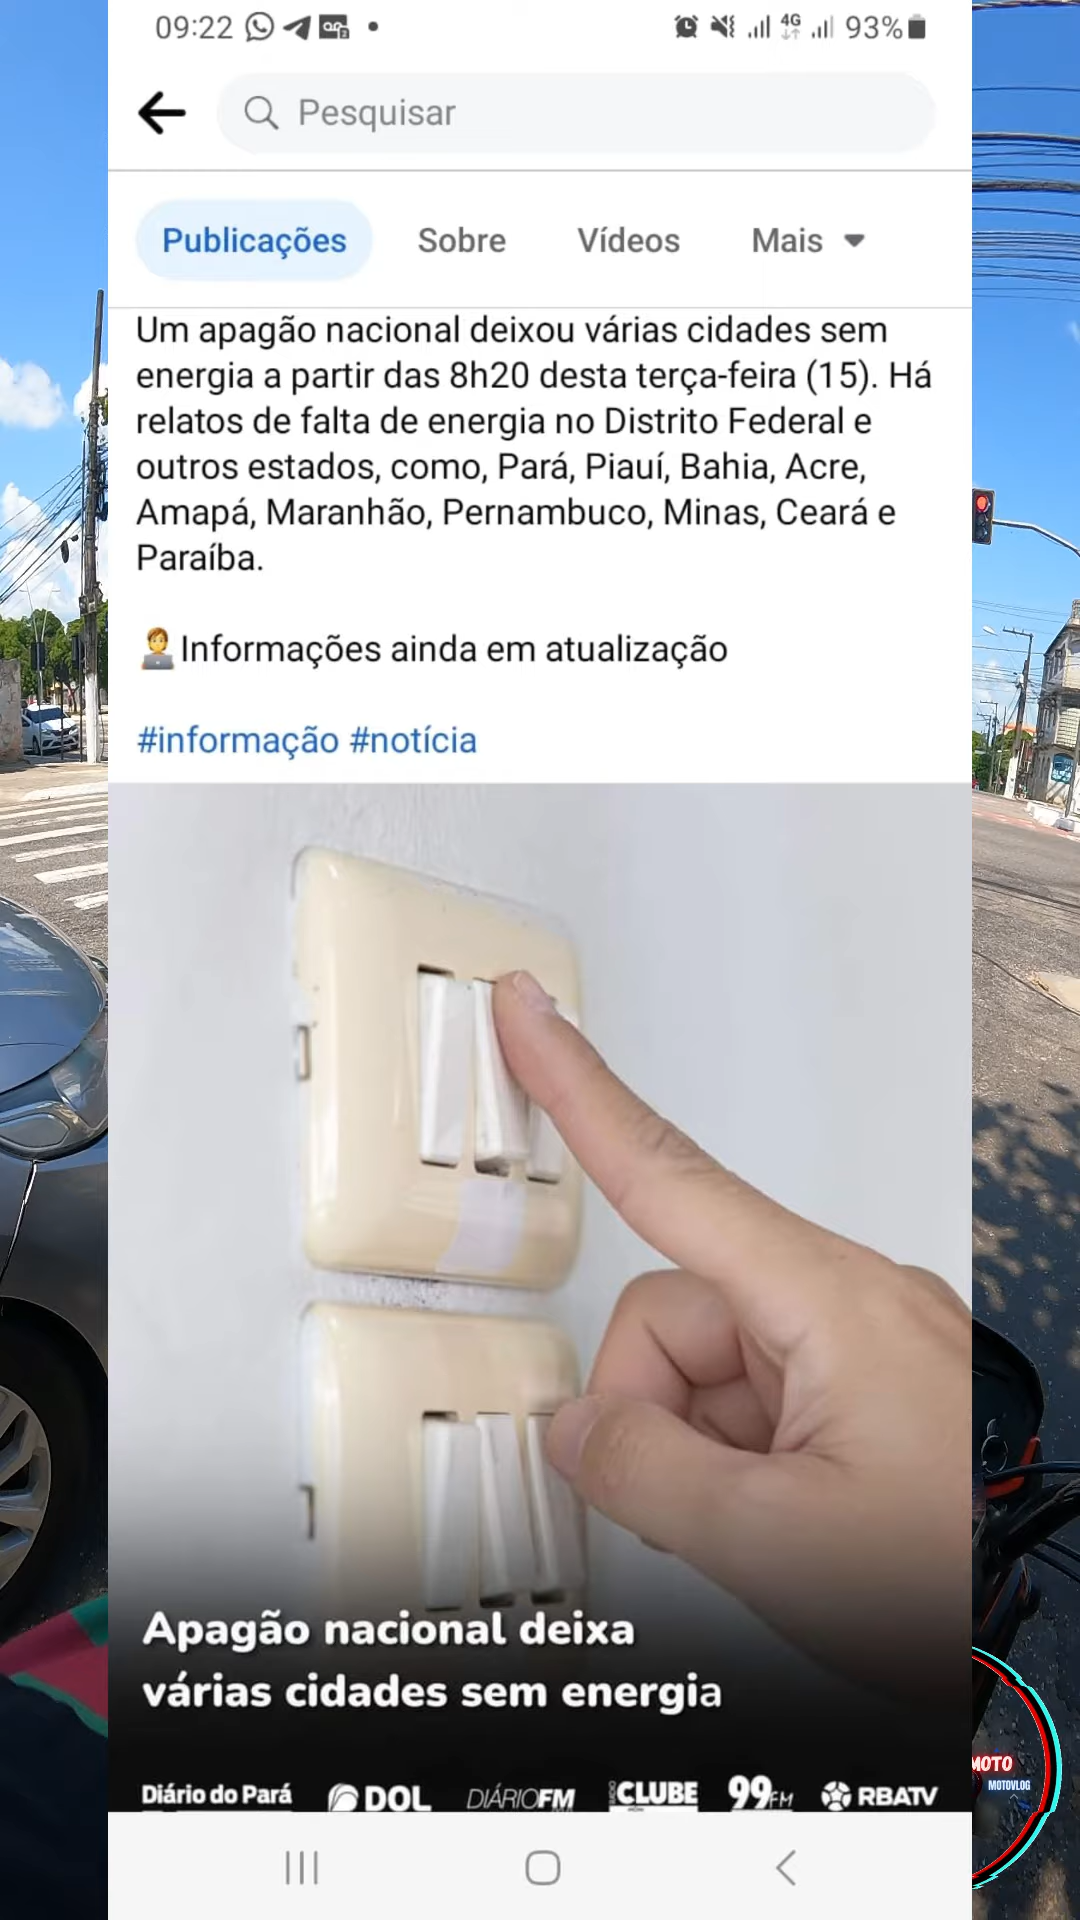 09:22
4G
93%
Pesquisar
Publicações Sobre Vídeos Mais
Um apagão nacional deixou várias cidades sem
energia a partir das 8h20 desta terça-feira (15). Há
relatos de falta de energia no Distrito Federal e
outros estados, como, Pará, Piauí, Bahia, Acre,
Amapá, Maranhão, Pernambuco, Minas, Ceará e
Paraíba.
Informações ainda em atualização
#informação #notícia
Apagão nacional deixa
várias cidades sem energia
Diário do Pará DOL DIÁRIOFM CLUBE 99FM RBATV
MOTO
MOTOVLOG